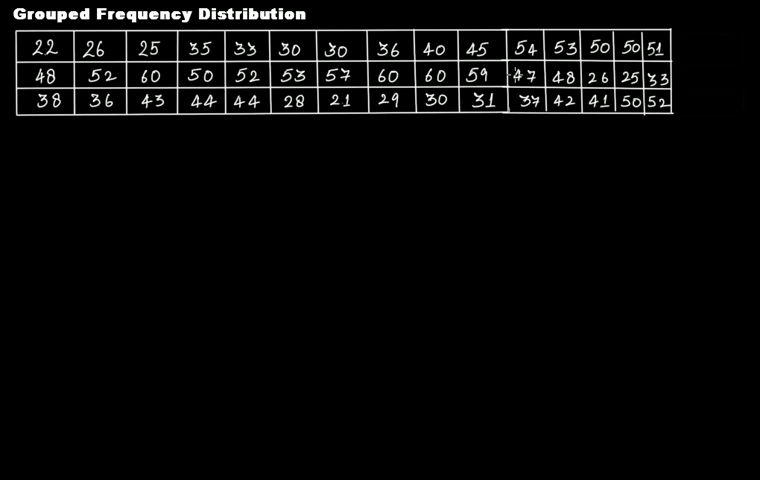 Grouped Frequency Distribution
22 26 25 35 33 30 30 36 40 45 54 53 50 50 51
48 52 60 50 52 53 57 60 60 59 47 48 26 25 33
38 36 43 44 44 28 21 29 30 31 37 42 41 50 52